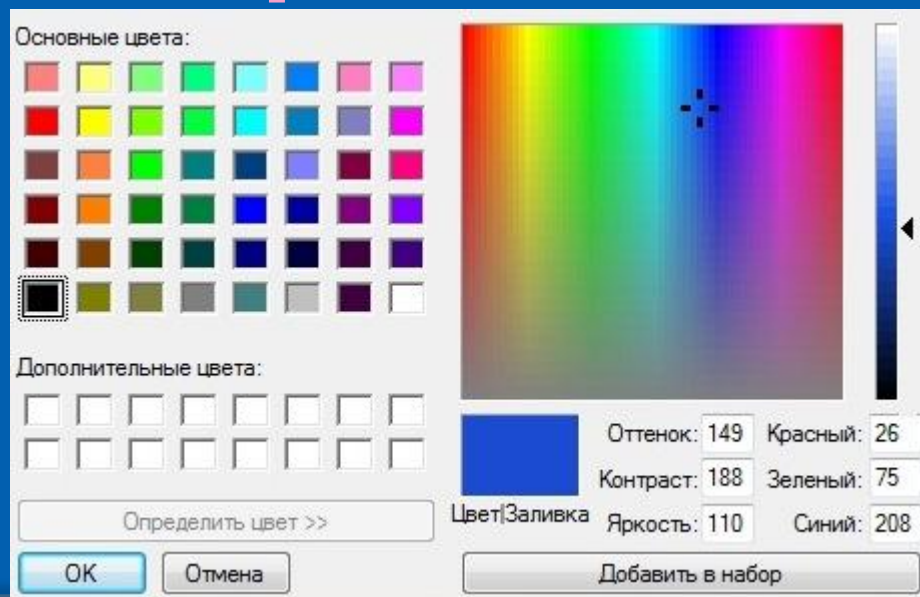 Основные цвета:
Дополнительные цвета:
Определить цвет >>
OK
Отмена
Цвет|Заливка
Оттенок: 149
Контраст: 188
Яркость: 110
Красный: 26
Зеленый: 75
Синий: 208
Добавить в набор